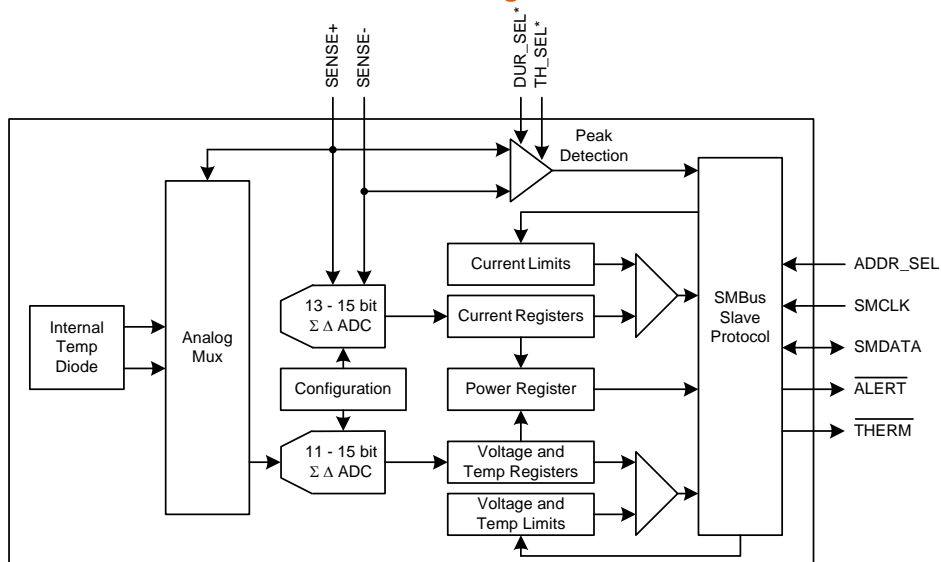 SENSE+
SENSE-
DUR_SEL*
TH_SEL*
Peak
Detection
Current Limits
ADDR_SEL
13 - 15 bit
Σ Δ ADC
Current Registers
SMBus
Slave
Protocol
SMCLK
Internal
Temp
Diode
Analog
Mux
SMDATA
Configuration
Power Register
ALERT
THERM
11 - 15 bit
Σ Δ ADC
Voltage and
Temp Registers
Voltage and
Temp Limits